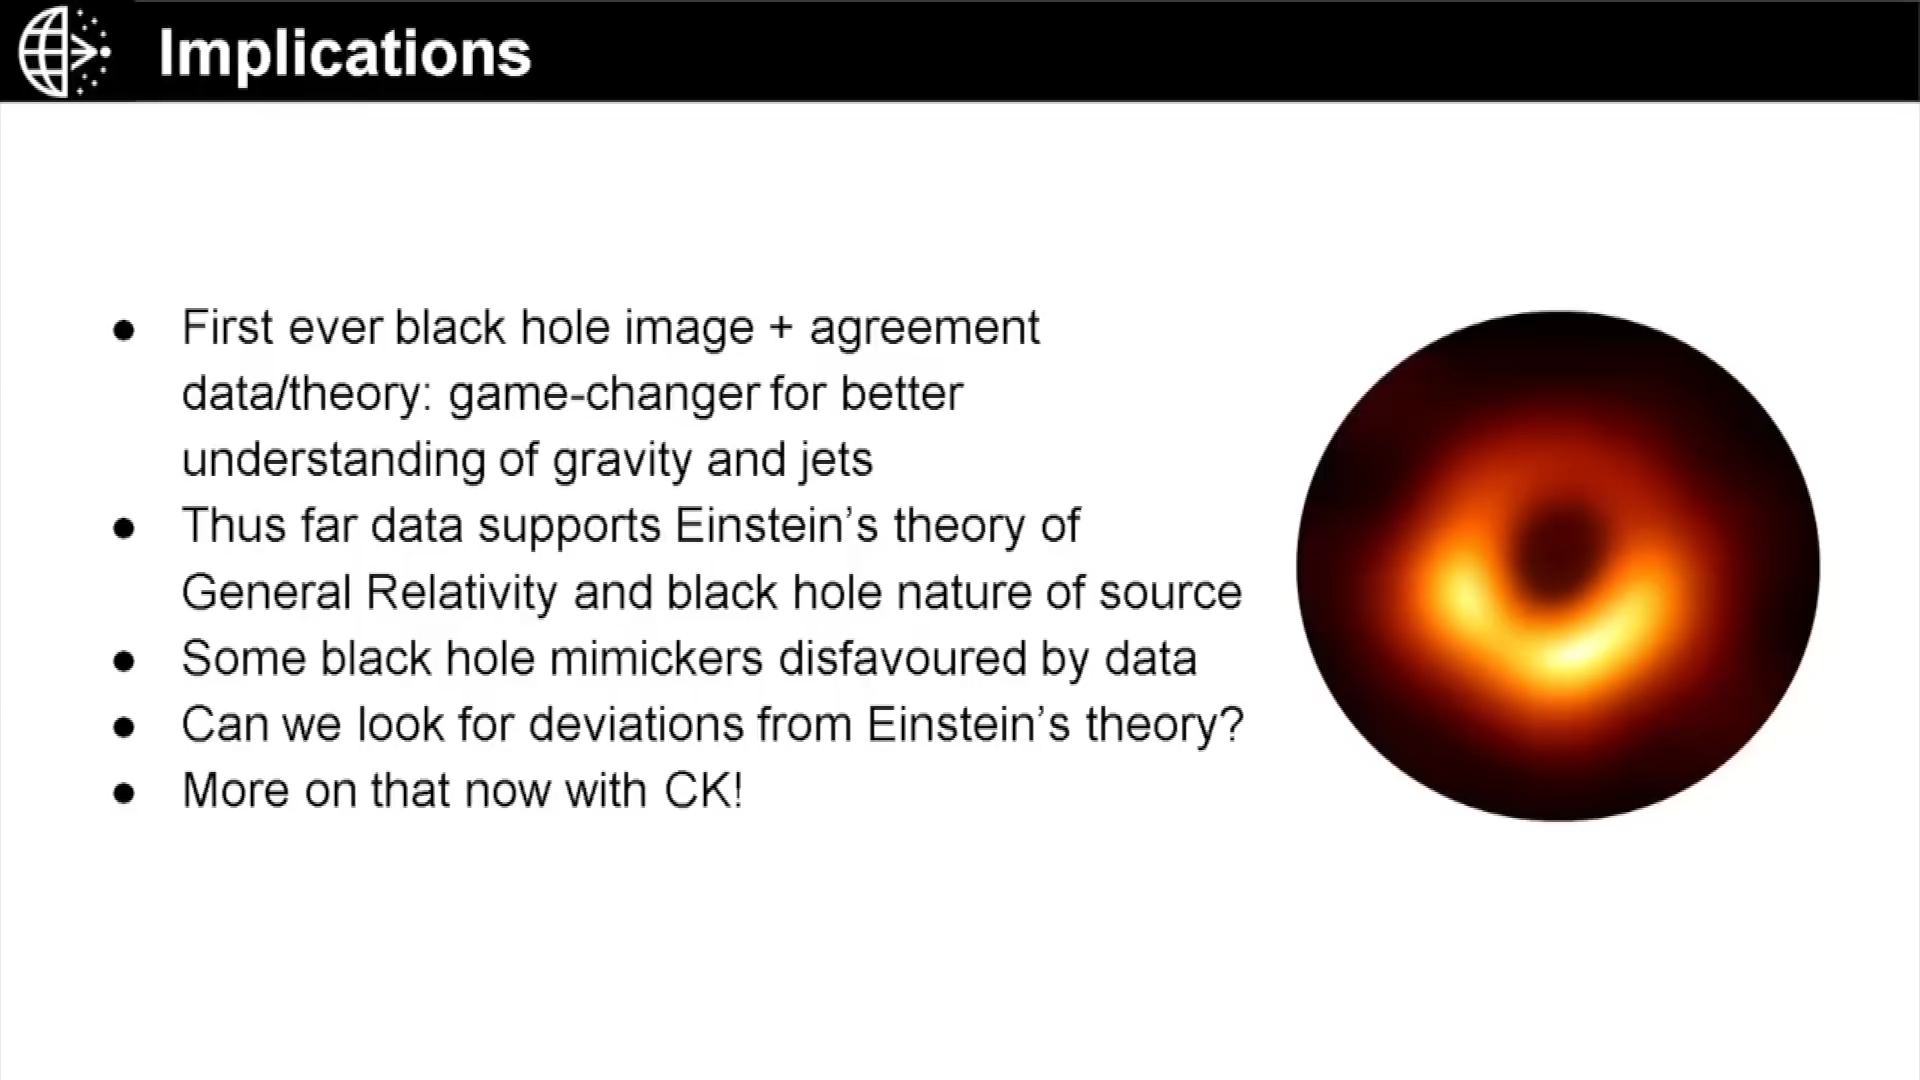 Implications
● First ever black hole image + agreement
data/theory: game-changer for better
understanding of gravity and jets
● Thus far data supports Einstein’s theory of
General Relativity and black hole nature of source
● Some black hole mimickers disfavoured by data
● Can we look for deviations from Einstein’s theory?
● More on that now with CK!